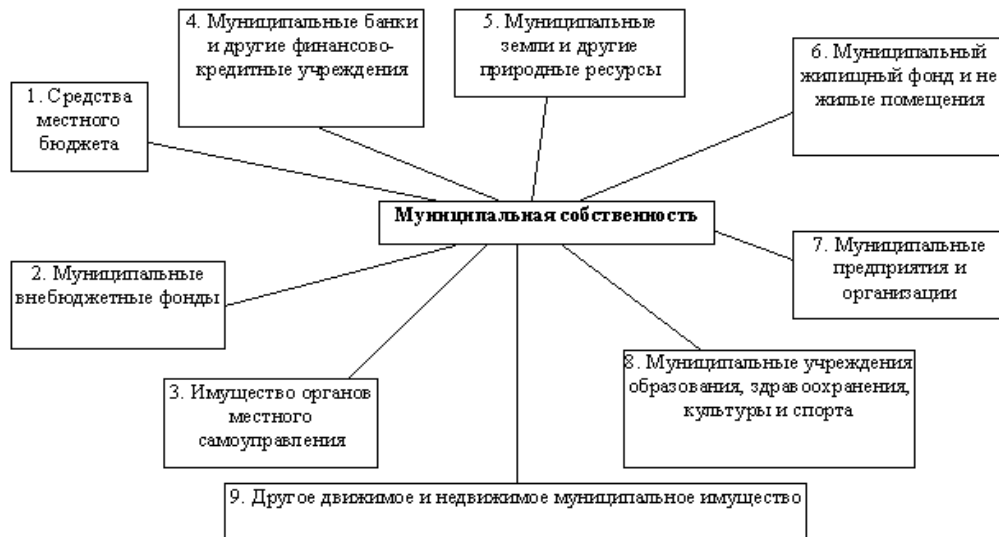 4. Муниципальные банки
и другие финансово-
кредитные учреждения
5. Муниципальные
земли и другие
природные ресурсы
6. Муниципальный
жилищный фонд и не
жилые помещения
1. Средства
местного
бюджета
Муниципальная собственность
2. Муниципальные
внебюджетные фонды
7. Муниципальные
предприятия и
организации
3. Имущество органов
местного
самоуправления
8. Муниципальные учреждения
образования, здравоохранения,
культуры и спорта
9. Другое движимое и недвижимое муниципальное имущество